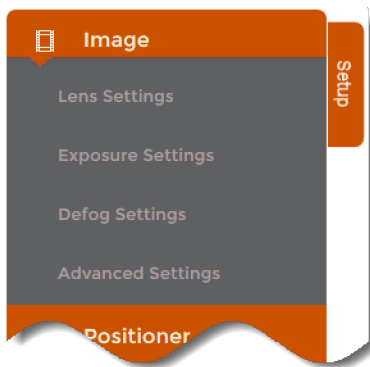 Image
Setup
Lens Settings
Exposure Settings
Defog Settings
Advanced Settings
Positioner